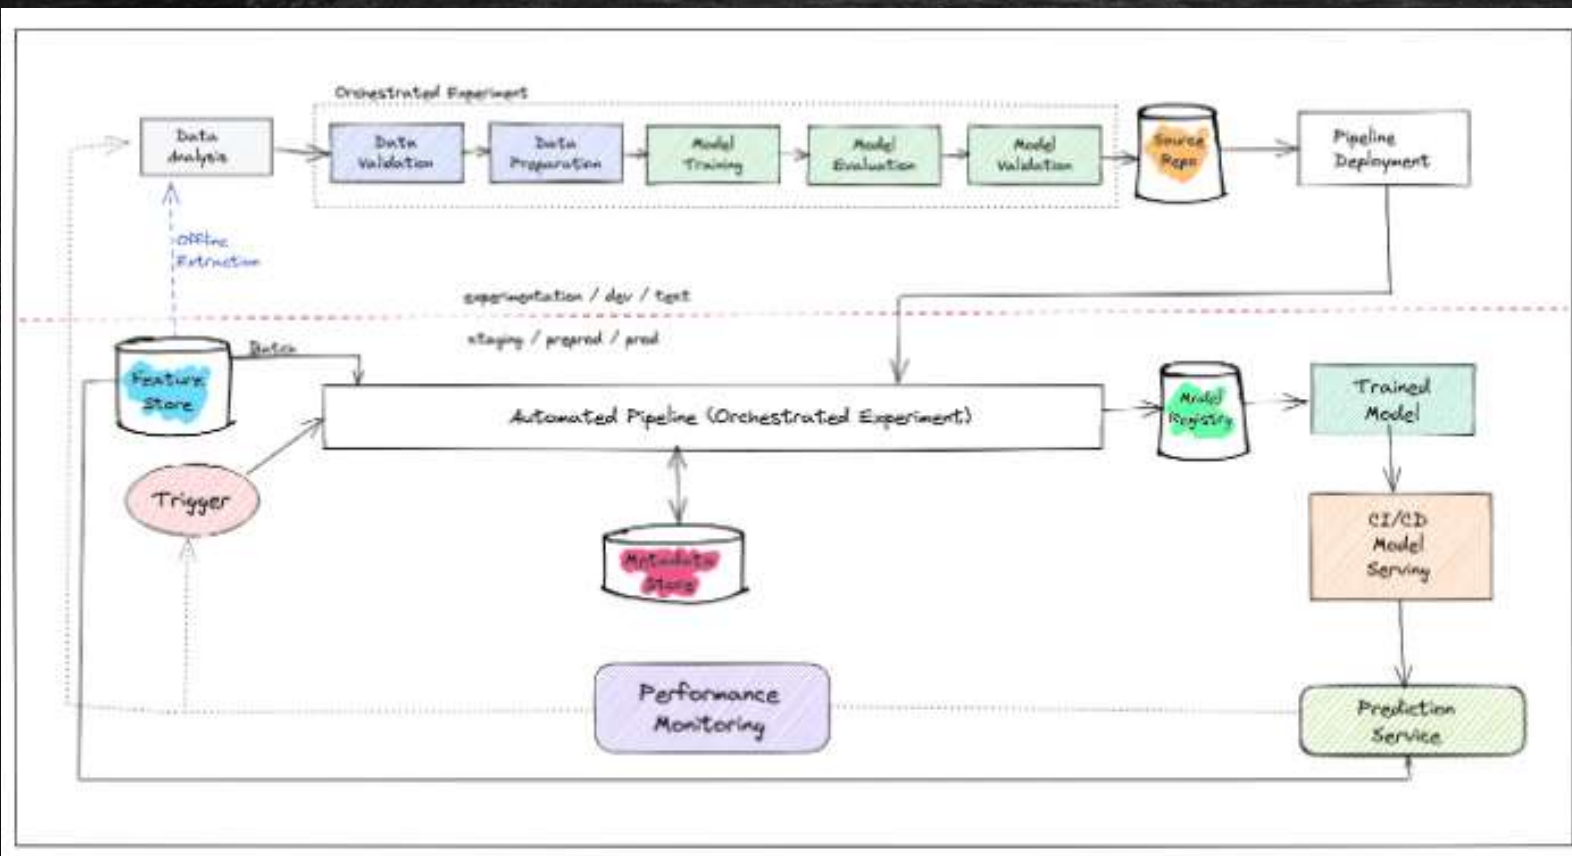 Orchestrated Experiment
Data
Analysis
Data
Validation
Data
Preparation
Model
Training
Model
Evaluation
Model
Validation
Source
Repo
Pipeline
Deployment
Offline
Extraction
experimentation / dev / test
staging / preprod / prod
Batch
Feature
Store
Automated Pipeline (Orchestrated Experiment)
Model
Registry
Trained
Model
Trigger
Metadata
Store
CI/CD
Model
Serving
Performance
Monitoring
Prediction
Service